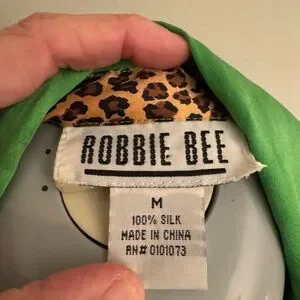 ROBBIE BEE
M
100% SILK
MADE IN CHINA
RN# 0101073